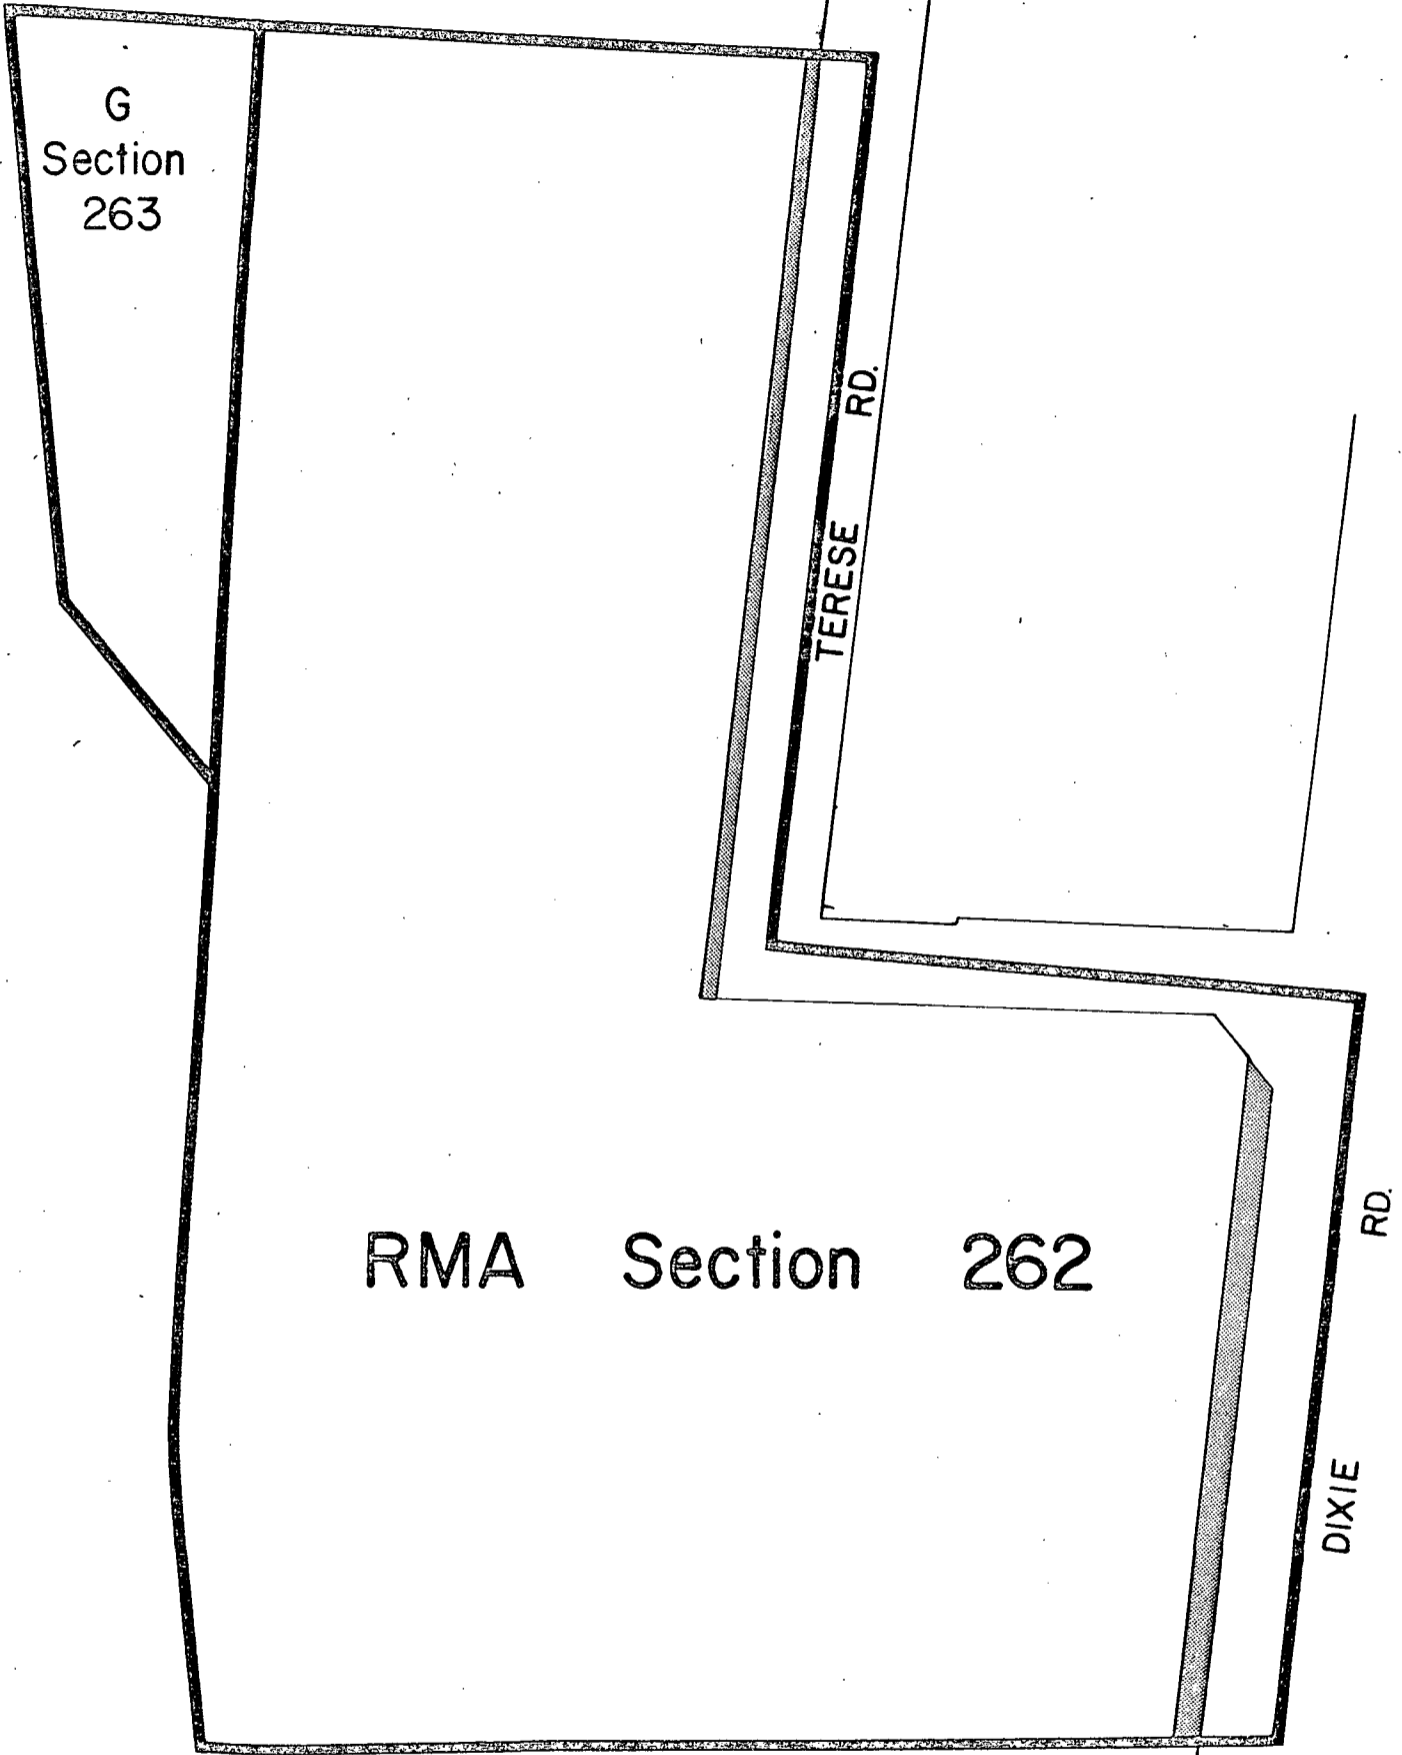 G
Section
263
TERESE RD.
RMA Section 262
DIXIE RD.